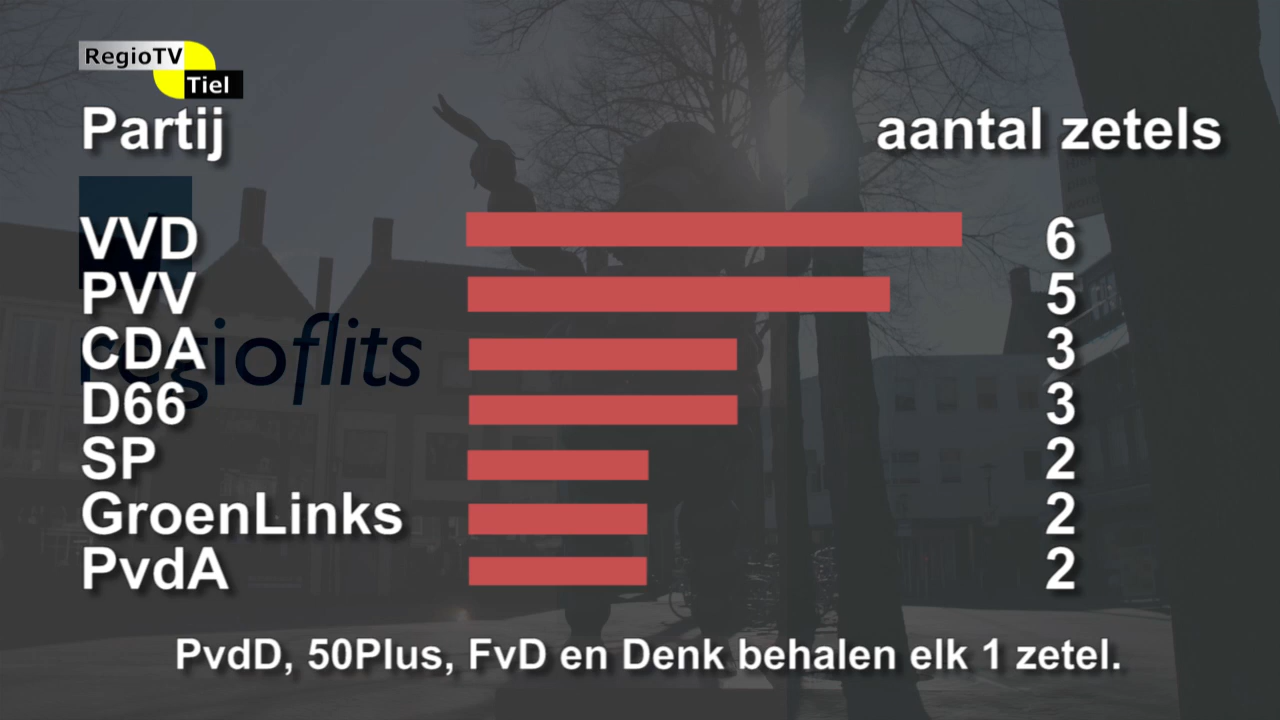 RegioTV
Tiel
Partij aantal zetels
VVD 6
PVV 5
regioflits
CDA 3
D66 3
SP 2
GroenLinks 2
PvdA 2
PvdD, 50Plus, FvD en Denk behalen elk 1 zetel.